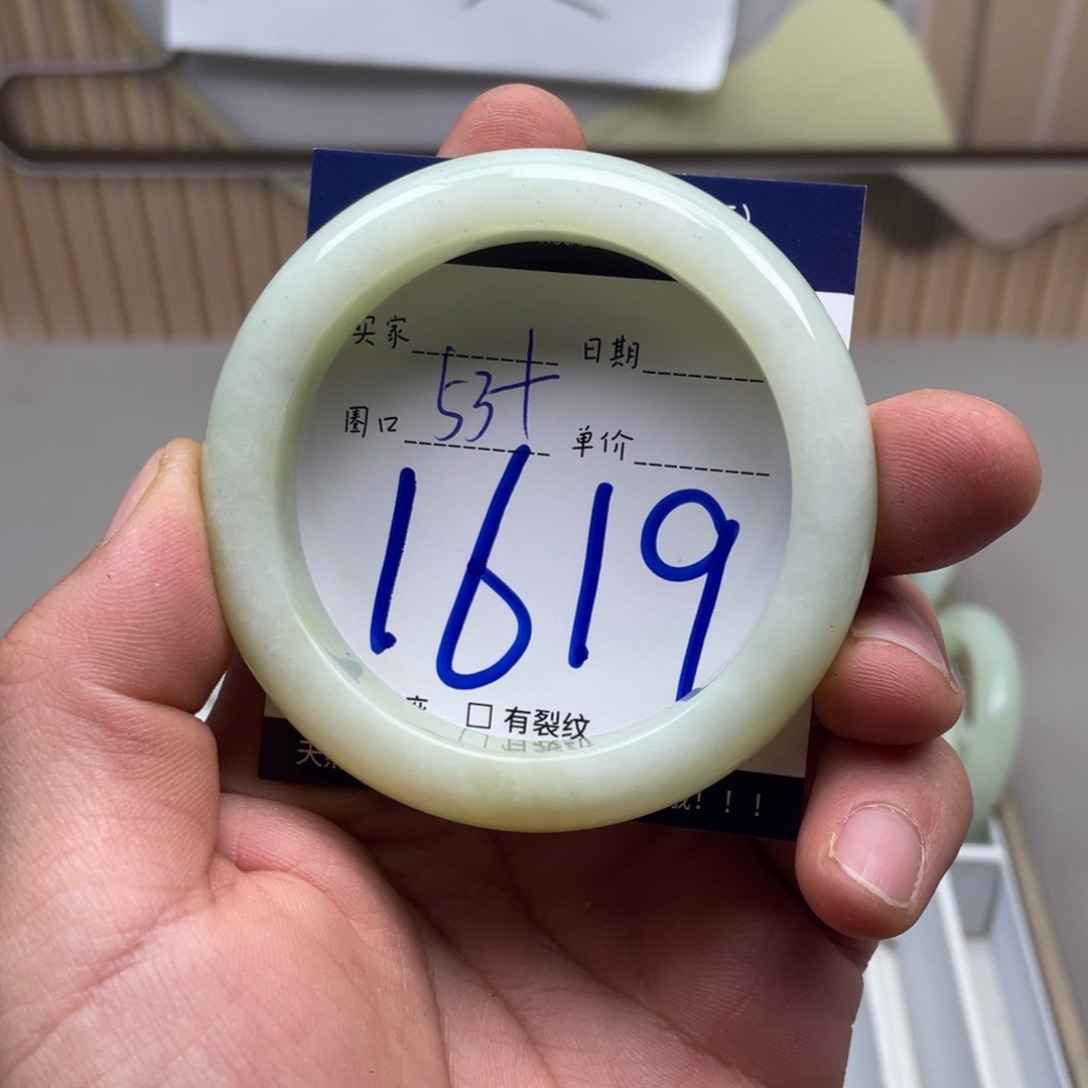 买家 日期
圈口 53+ 单价
1619
□ 有裂纹
！！！